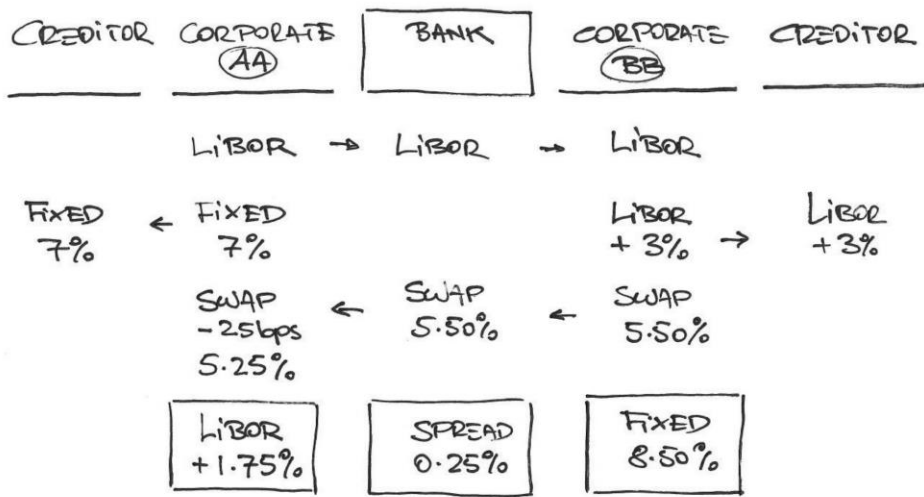 CREDITOR CORPORATE BANK CORPORATE CREDITOR
AA BB
LIBOR → LIBOR → LIBOR
FIXED ← FIXED LIBOR LIBOR
7% 7% + 3% → + 3%
SWAP ← SWAP ← SWAP
-25bps 5.50% 5.50%
5.25%
LIBOR SPREAD FIXED
+1.75% 0.25% 8.50%